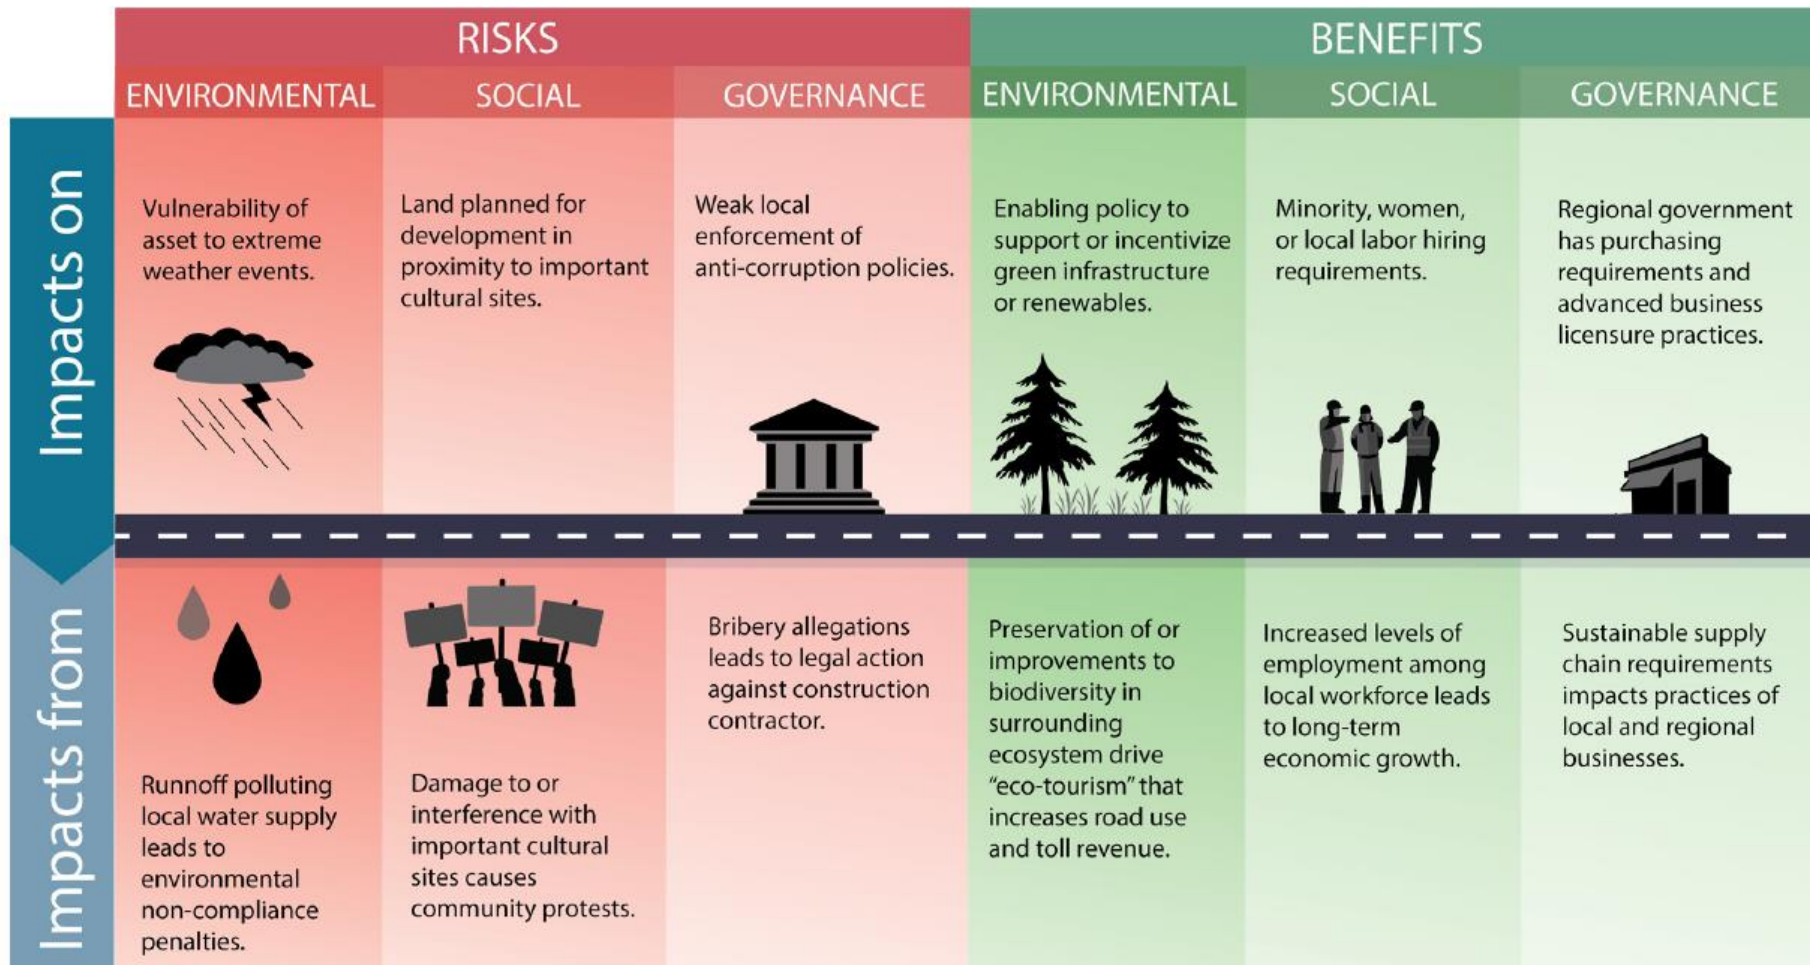 RISKS
BENEFITS
ENVIRONMENTAL
SOCIAL
GOVERNANCE
ENVIRONMENTAL
SOCIAL
GOVERNANCE
Impacts on
Vulnerability of
asset to extreme
weather events.
Land planned for
development in
proximity to important
cultural sites.
Weak local
enforcement of
anti-corruption policies.
Enabling policy to
support or incentivize
green infrastructure
or renewables.
Minority, women,
or local labor hiring
requirements.
Regional government
has purchasing
requirements and
advanced business
licensure practices.
Impacts from
Runnoff polluting
local water supply
leads to
environmental
non-compliance
penalties.
Damage to or
interference with
important cultural
sites causes
community protests.
Bribery allegations
leads to legal action
against construction
contractor.
Preservation of or
improvements to
biodiversity in
surrounding
ecosystem drive
"eco-tourism" that
increases road use
and toll revenue.
Increased levels of
employment among
local workforce leads
to long-term
economic growth.
Sustainable supply
chain requirements
impacts practices of
local and regional
businesses.